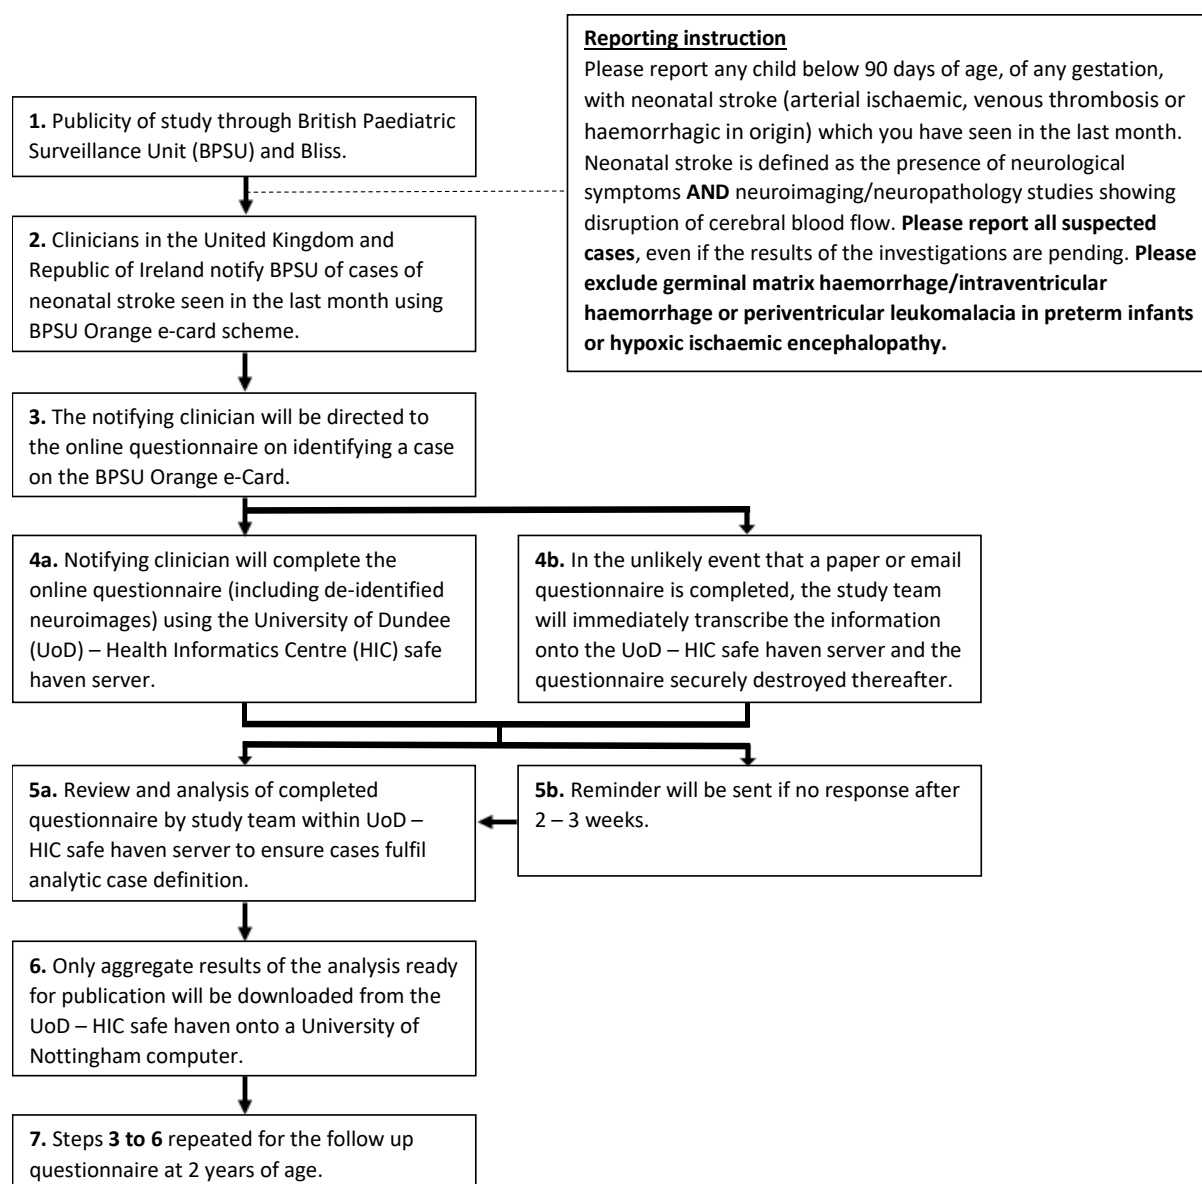 Reporting instruction
Please report any child below 90 days of age, of any gestation,
with neonatal stroke (arterial ischaemic, venous thrombosis or
haemorrhagic in origin) which you have seen in the last month.
Neonatal stroke is defined as the presence of neurological
symptoms AND neuroimaging/neuropathology studies showing
disruption of cerebral blood flow. Please report all suspected
cases, even if the results of the investigations are pending. Please
exclude germinal matrix haemorrhage/intraventricular
haemorrhage or periventricular leukomalacia in preterm infants
or hypoxic ischaemic encephalopathy.
1. Publicity of study through British Paediatric
Surveillance Unit (BPSU) and Bliss.
2. Clinicians in the United Kingdom and
Republic of Ireland notify BPSU of cases of
neonatal stroke seen in the last month using
BPSU Orange e-card scheme.
3. The notifying clinician will be directed to
the online questionnaire on identifying a case
on the BPSU Orange e-Card.
4a. Notifying clinician will complete the
online questionnaire (including de-identified
neuroimages) using the University of Dundee
(UoD) – Health Informatics Centre (HIC) safe
haven server.
4b. In the unlikely event that a paper or email
questionnaire is completed, the study team
will immediately transcribe the information
onto the UoD – HIC safe haven server and the
questionnaire securely destroyed thereafter.
5a. Review and analysis of completed
questionnaire by study team within UoD –
HIC safe haven server to ensure cases fulfil
analytic case definition.
5b. Reminder will be sent if no response after
2 – 3 weeks.
6. Only aggregate results of the analysis ready
for publication will be downloaded from the
UoD – HIC safe haven onto a University of
Nottingham computer.
7. Steps 3 to 6 repeated for the follow up
questionnaire at 2 years of age.